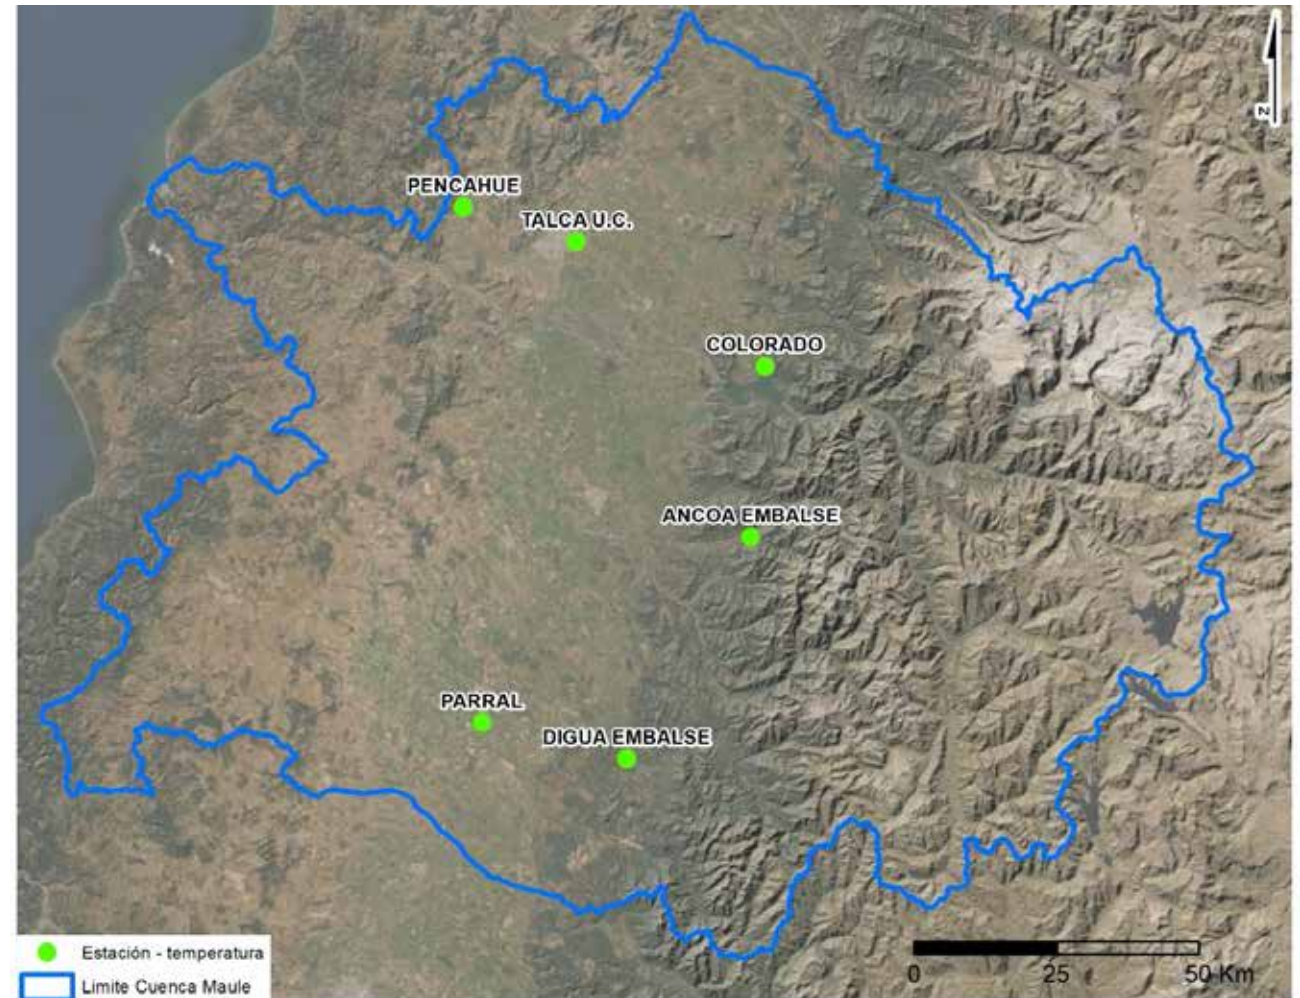 N
PENCAHUE
TALCA U.C.
COLORADO
ANCOA EMBALSE
PARRAL
DIGUA EMBALSE
Estación - temperatura
Limite Cuenca Maule
0 25 50 Km